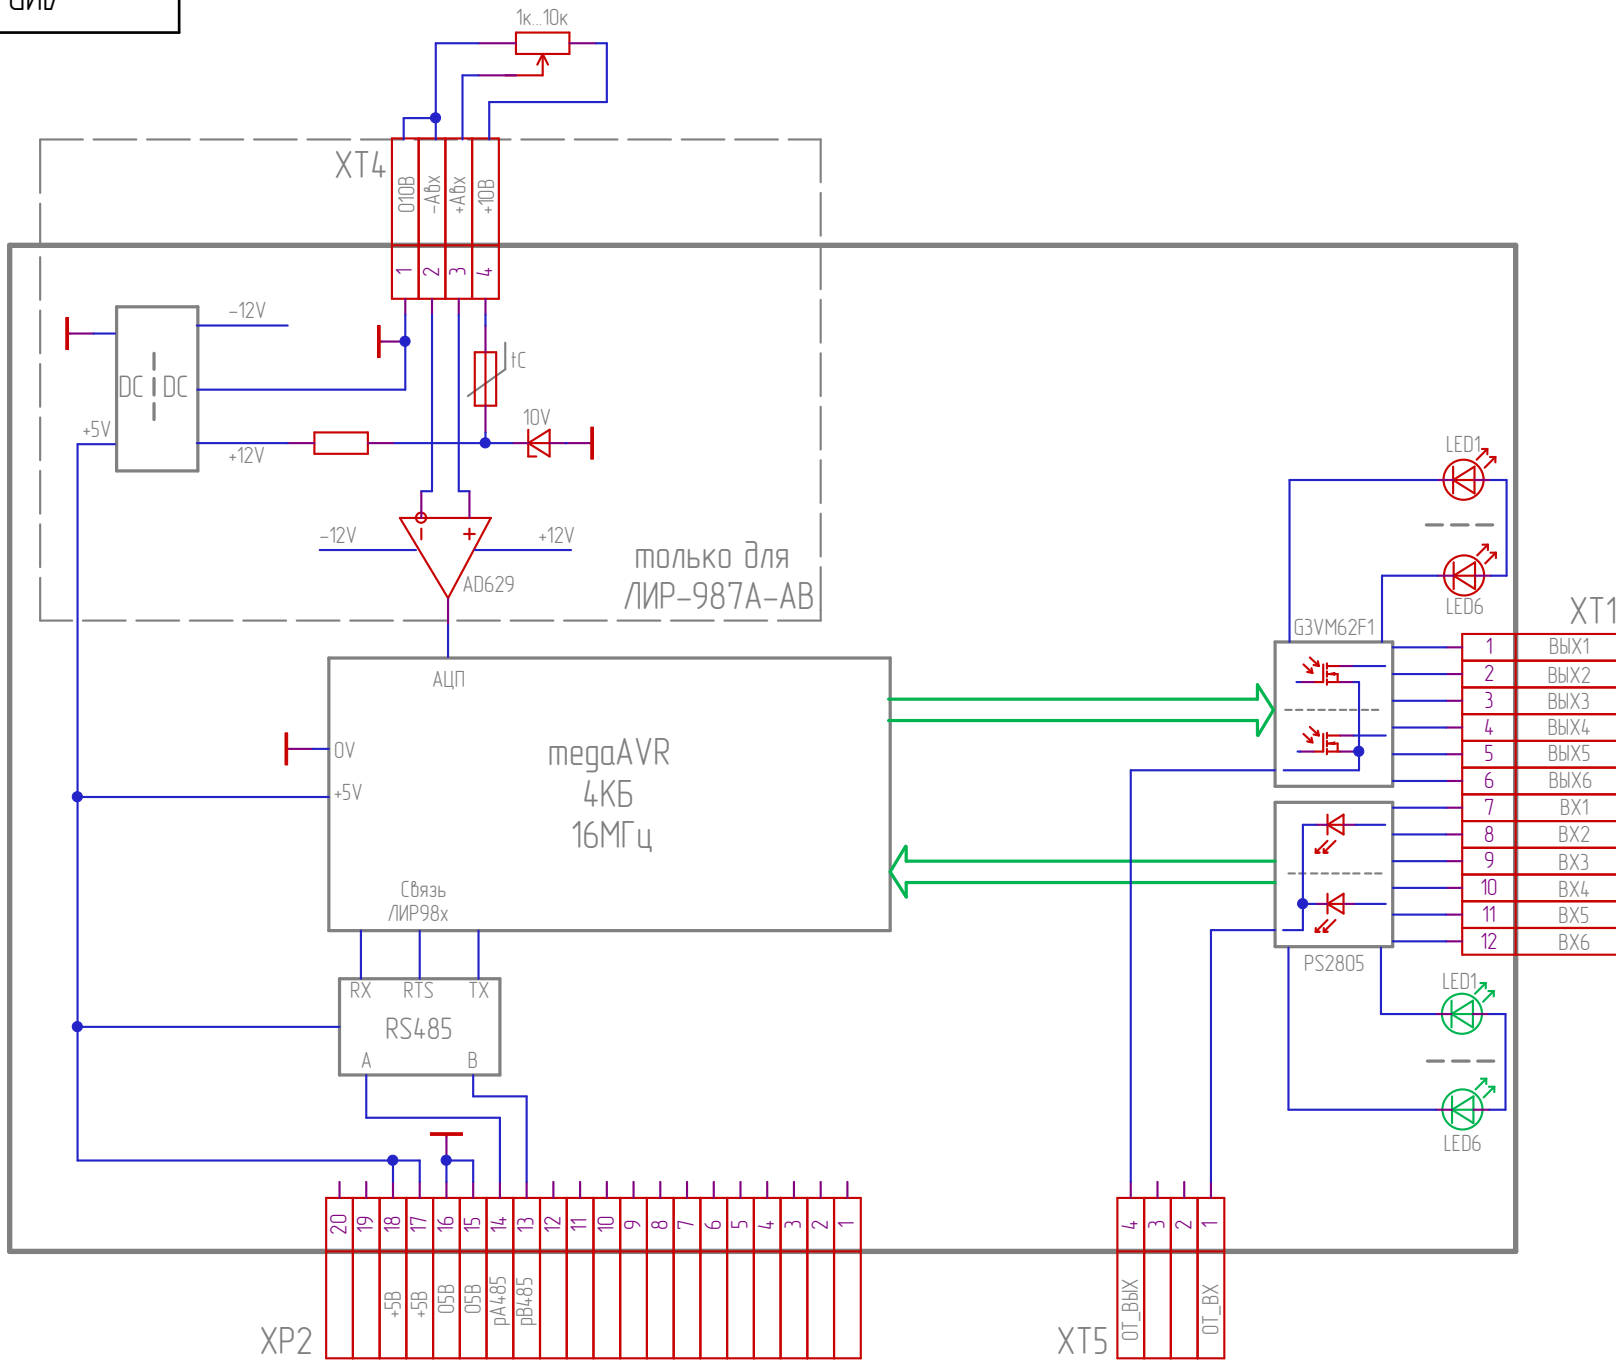 1к...10к
XT4
010В
-Авх
+Авх
+10В
1
2
3
4
-12V
DC
DC
+5V
+12V
tC
10V
-12V
+12V
AD629
только для
ЛИР-987А-АВ
LED1
LED6
G3VM62F1
XT1
1 ВЫХ1
2 ВЫХ2
3 ВЫХ3
4 ВЫХ4
5 ВЫХ5
6 ВЫХ6
7 ВХ1
8 ВХ2
9 ВХ3
10 ВХ4
11 ВХ5
12 ВХ6
PS2805
LED1
LED6
АЦП
0V
+5V
megaAVR
4КБ
16МГц
Связь
ЛИР98х
RX RTS TX
RS485
A B
20 19 18 17 16 15 14 13 12 11 10 9 8 7 6 5 4 3 2 1
+5В +5В 05В 05В рА485 рВ485
XP2
4 3 2 1
ОТ_ВЫХ ОТ_ВХ
XT5